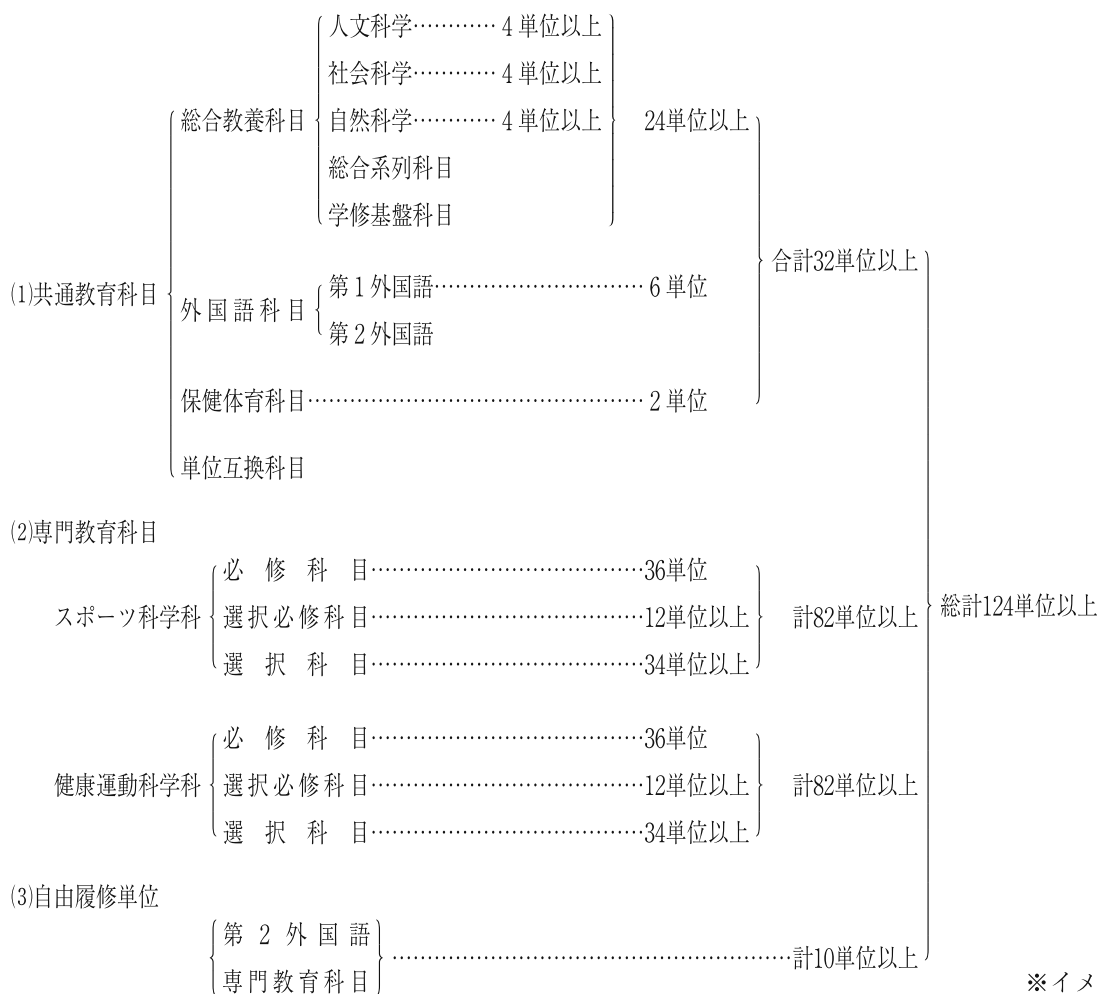 人文科学…………4単位以上
社会科学…………4単位以上
総合教養科目 自然科学…………4単位以上 24単位以上
総合系列科目
学修基盤科目
合計32単位以上
(1)共通教育科目
第1外国語…………………………6単位
外国語科目
第2外国語
保健体育科目…………………………………………2単位
単位互換科目
(2)専門教育科目
必修科目…………………………………36単位
スポーツ科学科 選択必修科目…………………………………12単位以上 計82単位以上 総計124単位以上
選択科目…………………………………34単位以上
必修科目…………………………………36単位
健康運動科学科 選択必修科目…………………………………12単位以上 計82単位以上
選択科目…………………………………34単位以上
(3)自由履修単位
第2外国語
…………………………………………………計10単位以上
専門教育科目
※イメ